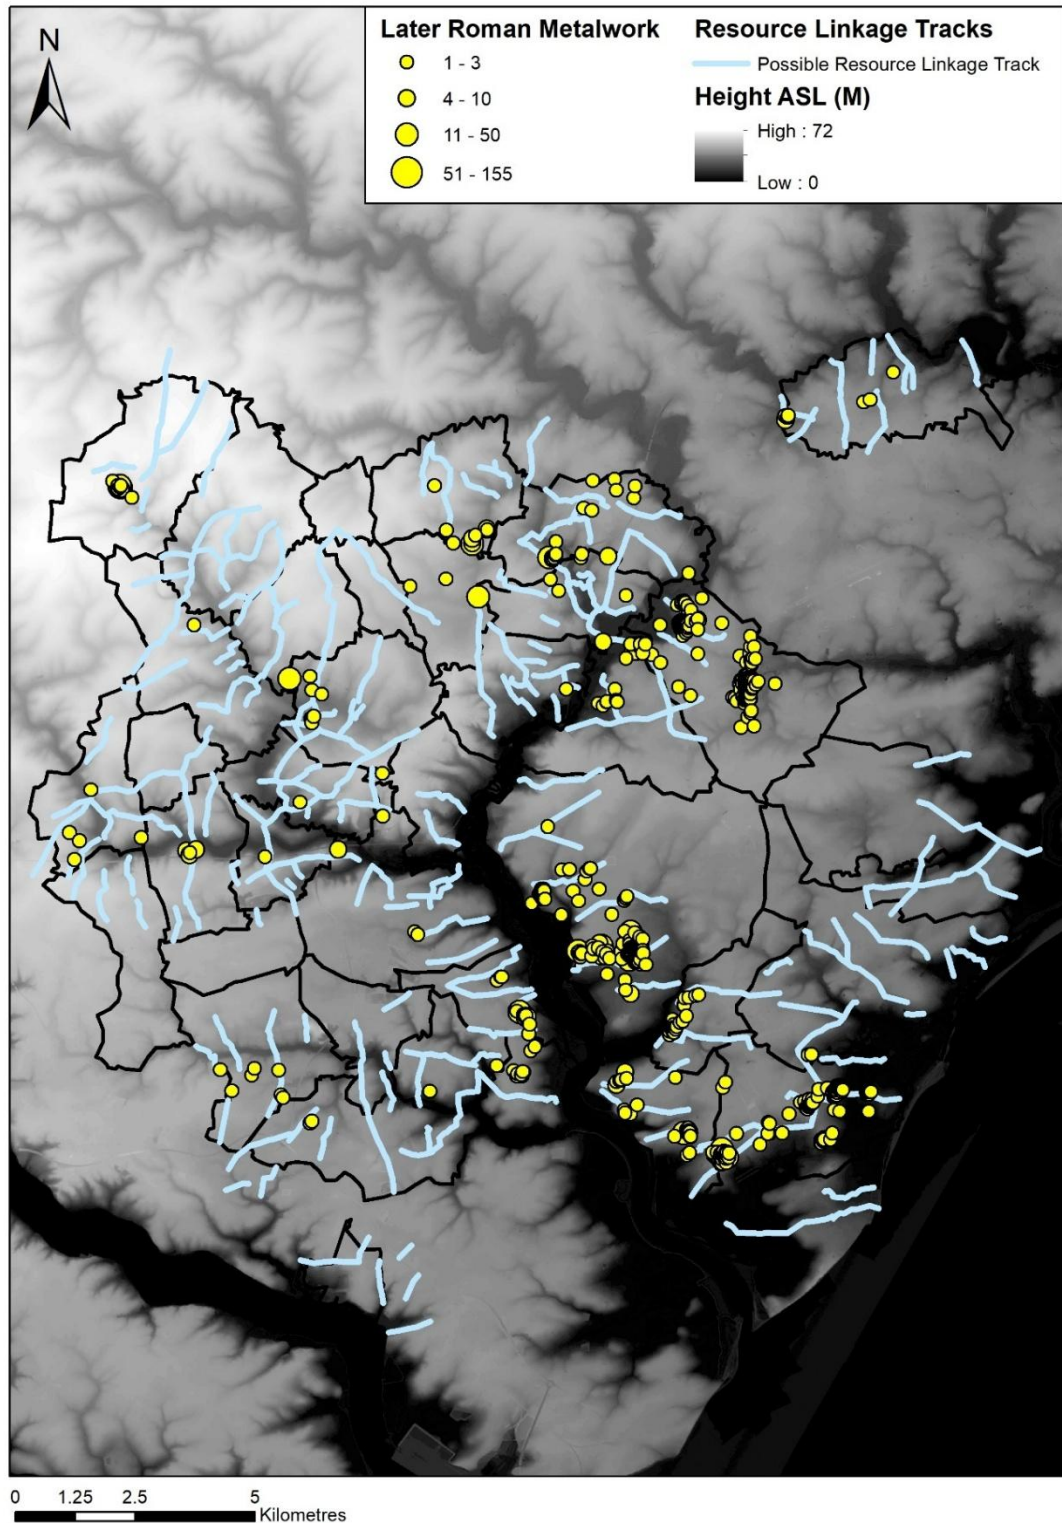 N
Later Roman Metalwork
1 - 3
4 - 10
11 - 50
51 - 155
Resource Linkage Tracks
Possible Resource Linkage Track
Height ASL (M)
High : 72
Low : 0
0 1.25 2.5 5
Kilometres